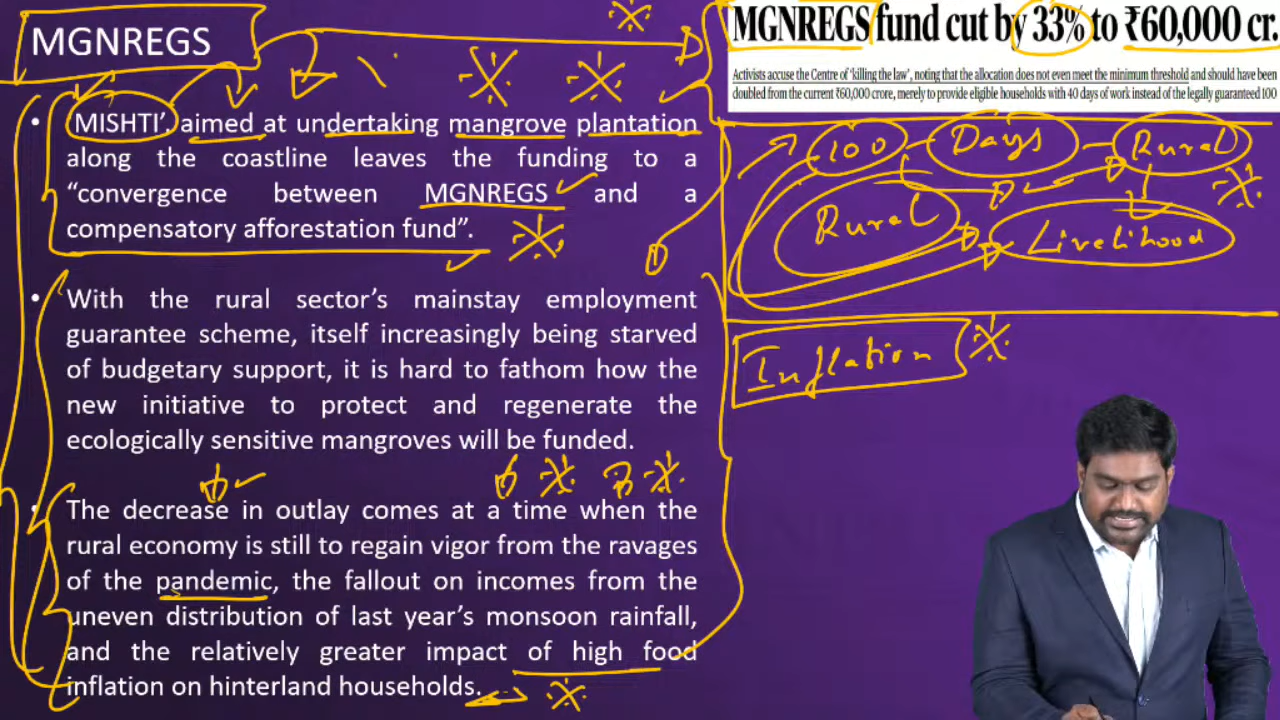 MGNREGS
MISHTI’, aimed at undertaking mangrove plantation
along the coastline leaves the funding to a
“convergence between MGNREGS and a
compensatory afforestation fund”.
With the rural sector’s mainstay employment
guarantee scheme, itself increasingly being starved
of budgetary support, it is hard to fathom how the
new initiative to protect and regenerate the
ecologically sensitive mangroves will be funded.
The decrease in outlay comes at a time when the
rural economy is still to regain vigor from the ravages
of the pandemic, the fallout on incomes from the
uneven distribution of last year’s monsoon rainfall,
and the relatively greater impact of high food
inflation on hinterland households.
MGNREGS fund cut by 33% to ₹60,000 cr.
Activists accuse the Centre of ‘killing the law’, noting that the allocation does not even meet the minimum threshold and should have been
doubled from the current ₹60,000 crore, merely to provide eligible households with 40 days of work instead of the legally guaranteed 100
100 Days Rural
Rural Livelihood
Inflation